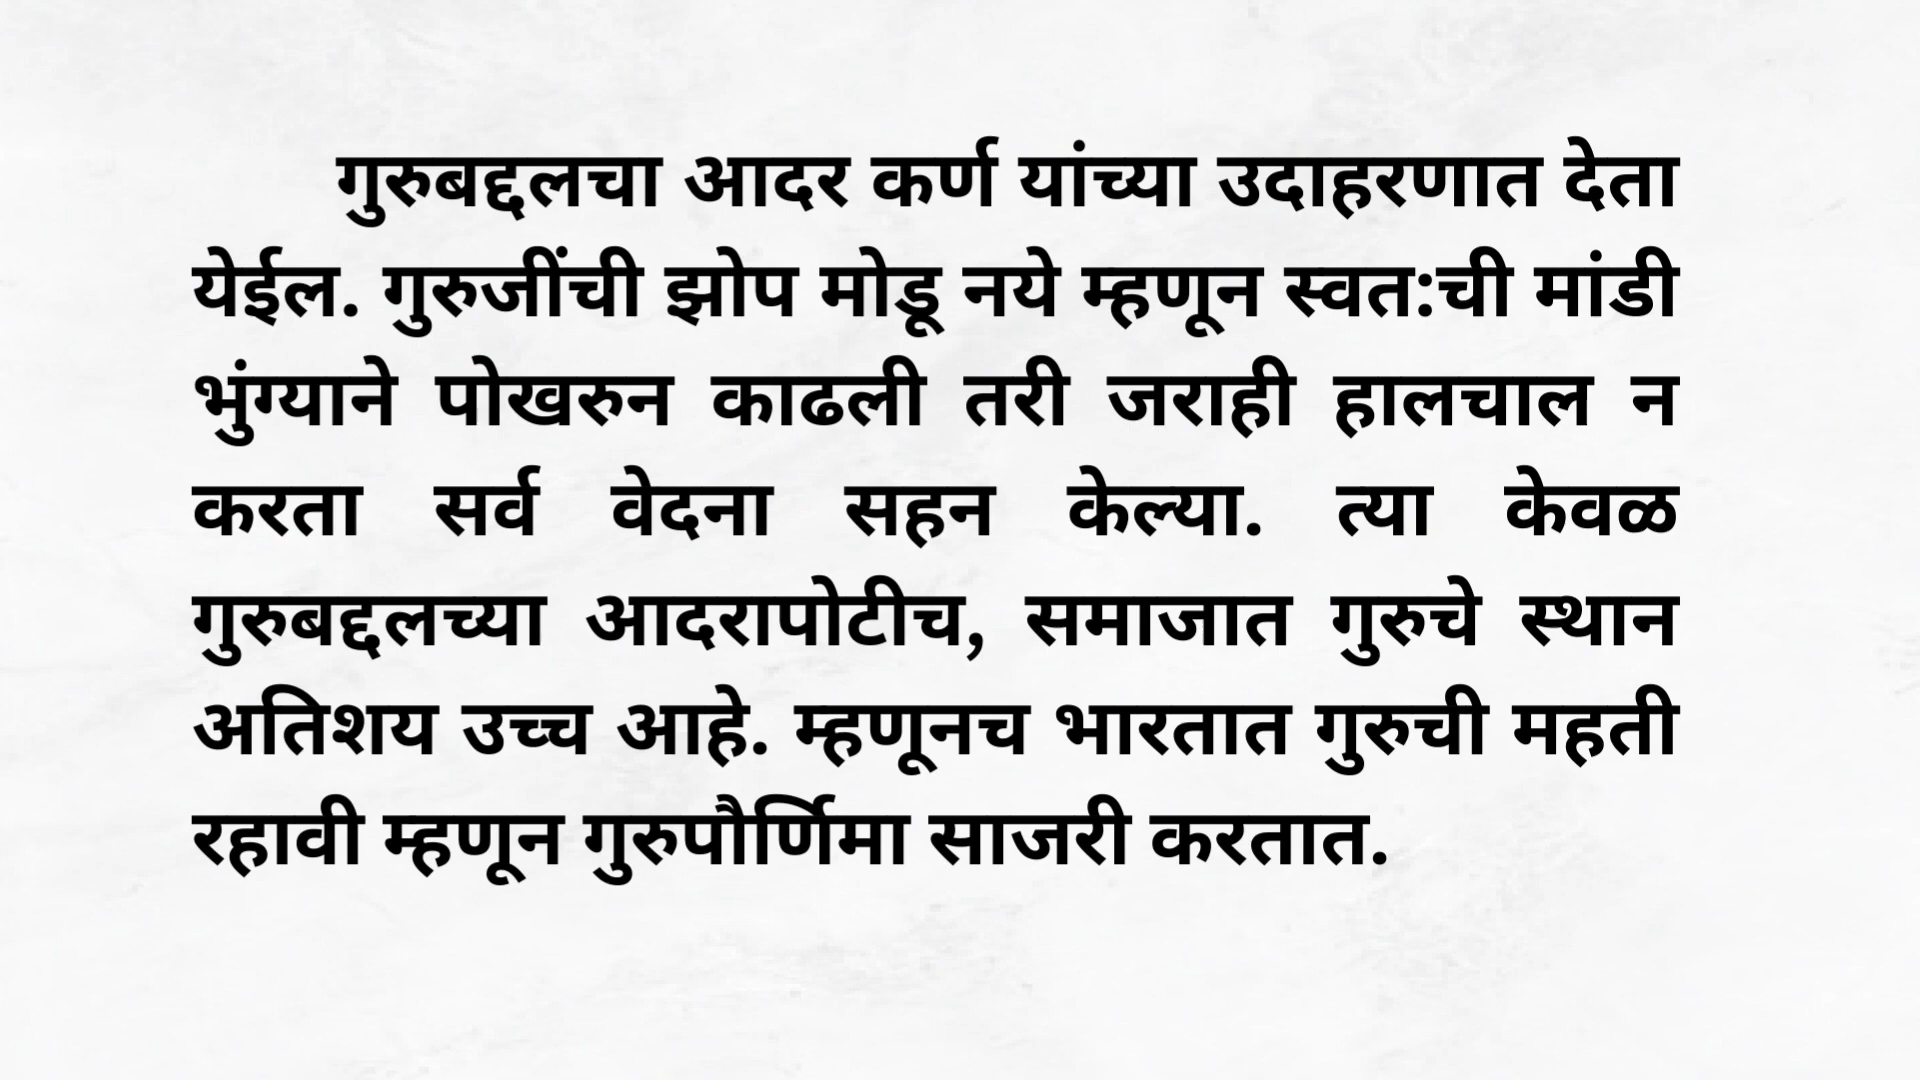 गुरुबद्दलचा आदर कर्ण यांच्या उदाहरणात देता
येईल. गुरुजींची झोप मोडू नये म्हणून स्वत:ची मांडी
भुंग्याने पोखरुन काढली तरी जराही हालचाल न
करता सर्व वेदना सहन केल्या. त्या केवळ
गुरुबद्दलच्या आदरापोटीच, समाजात गुरुचे स्थान
अतिशय उच्च आहे. म्हणूनच भारतात गुरुची महती
रहावी म्हणून गुरुपौर्णिमा साजरी करतात.